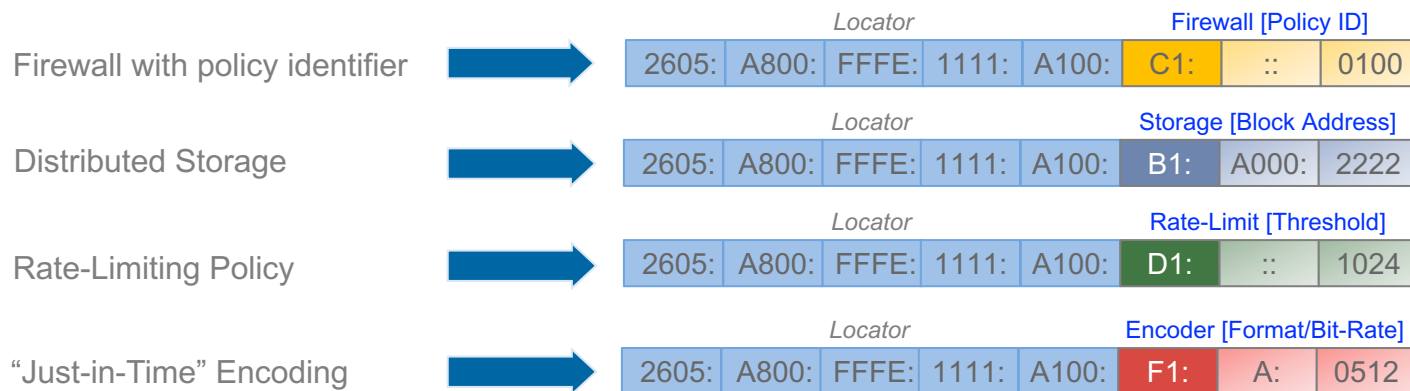 Locator Firewall [Policy ID]
Firewall with policy identifier 2605: A800: FFFE: 1111: A100: C1: :: 0100
Locator Storage [Block Address]
Distributed Storage 2605: A800: FFFE: 1111: A100: B1: A000: 2222
Locator Rate-Limit [Threshold]
Rate-Limiting Policy 2605: A800: FFFE: 1111: A100: D1: :: 1024
Locator Encoder [Format/Bit-Rate]
“Just-in-Time” Encoding 2605: A800: FFFE: 1111: A100: F1: A: 0512